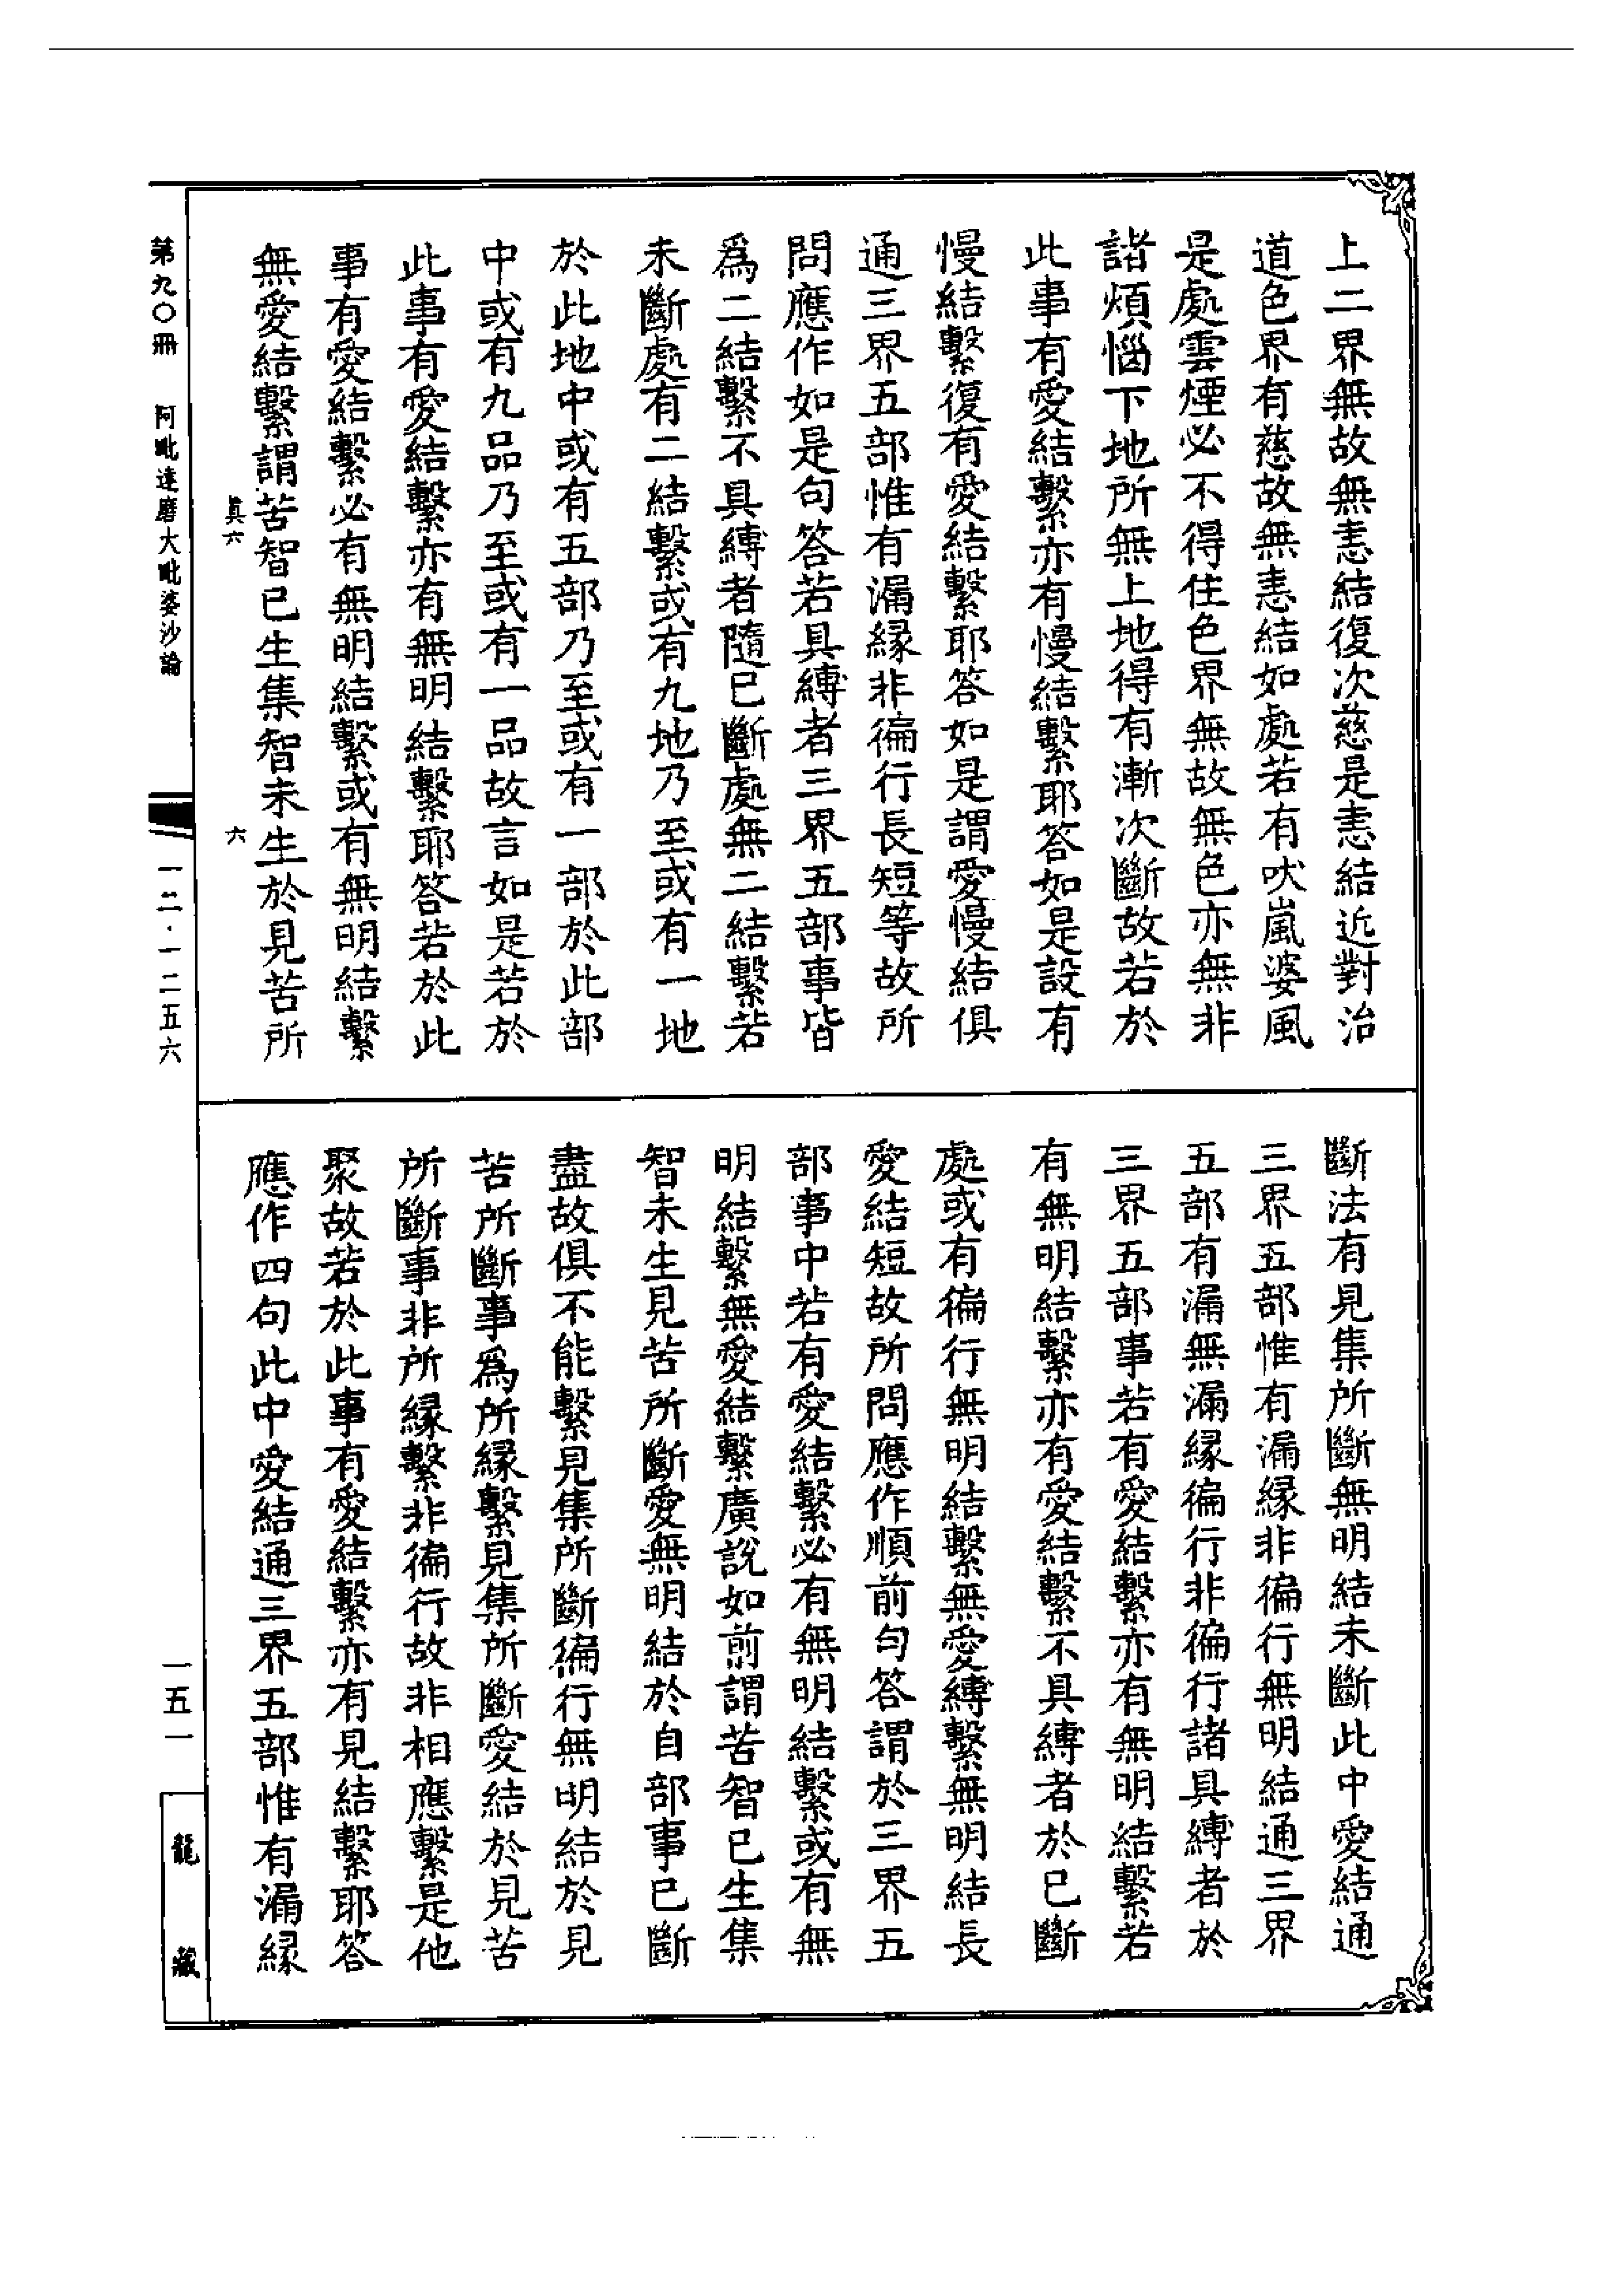 上二界無故無恚結復次慈是恚結近對治
道色界有慈故無恚結如處若有吠嵐婆風
是處雲煙必不得住色界無故無色亦無非
諸煩惱下地所無上地得有漸次斷故若於
此事有愛結繫亦有慢結繫耶答如是設有
慢結繫復有愛結繫耶答如是謂愛慢結俱
通三界五部惟有漏緣非徧行長短等故所
問應作如是句答若具縛者三界五部事皆
爲二結繫不具縛者隨已斷處無二結繫若
未斷處有二結繫或有九地乃至或有一地
於此地中或有五部乃至或有一部於此部
中或有九品乃至或有一品故言如是若於
此事有愛結繫亦有無明結繫耶答若於此
事有愛結繫必有無明結繫或有無明結繫
無愛結繫謂苦智已生集智未生於見苦所
斷法有見集所斷無明結未斷此中愛結通
三界五部惟有漏緣非徧行無明結通三界
五部有漏無漏緣徧行非徧行諸具縛者於
三界五部事若有愛結繫亦有無明結繫若
有無明結繫亦有愛結繫不具縛者於已斷
處或有徧行無明結繫無愛縛繫無明結長
愛結短故所問應作順前句答謂於三界五
部事中若有愛結繫必有無明結繫或有無
明結繫無愛結繫廣說如前謂苦智已生集
智未生見苦所斷愛無明結於自部事已斷
盡故俱不能繫見集所斷徧行無明結於見
苦所斷事爲所緣繫見集所斷愛結於見苦
所斷事非所緣繫非徧行故非相應繫是他
聚故若於此事有愛結繫亦有見結繫耶答
應作四句此中愛結通三界五部惟有漏緣
眞六
六
第九〇冊　阿毗達磨大毗婆沙論
一二·一二五六
一五一
龍藏